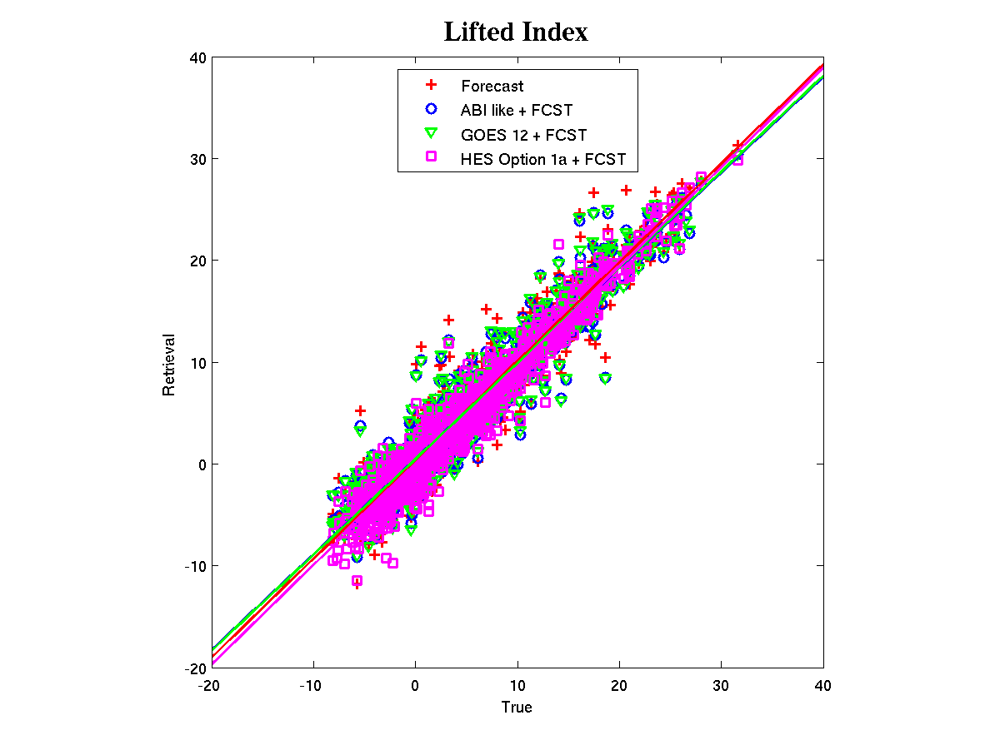 Lifted Index
40
30
20
10
0
-10
-20
Retrieval
Forecast
ABI like + FCST
GOES 12 + FCST
HES Option 1a + FCST
-20
-10
0
10
20
30
40
True